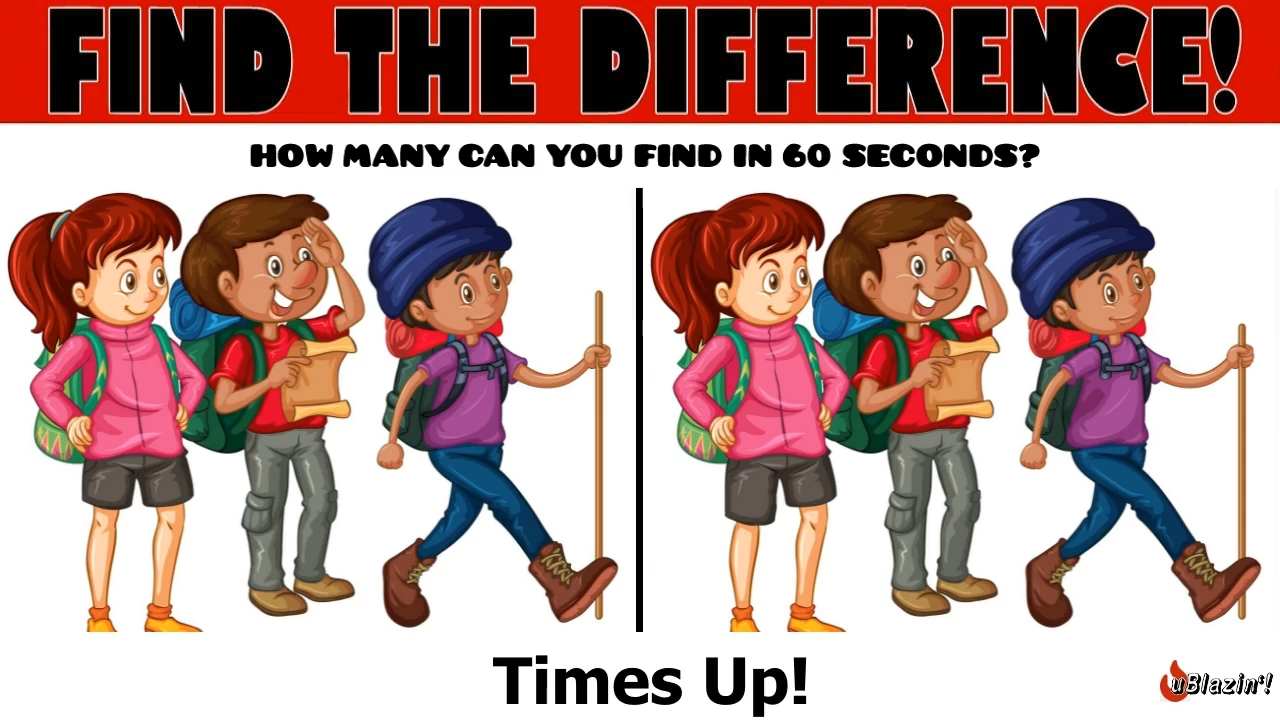 FIND THE DIFFERENCE!
HOW MANY CAN YOU FIND IN 60 SECONDS?
Times Up!
uBlazin'!